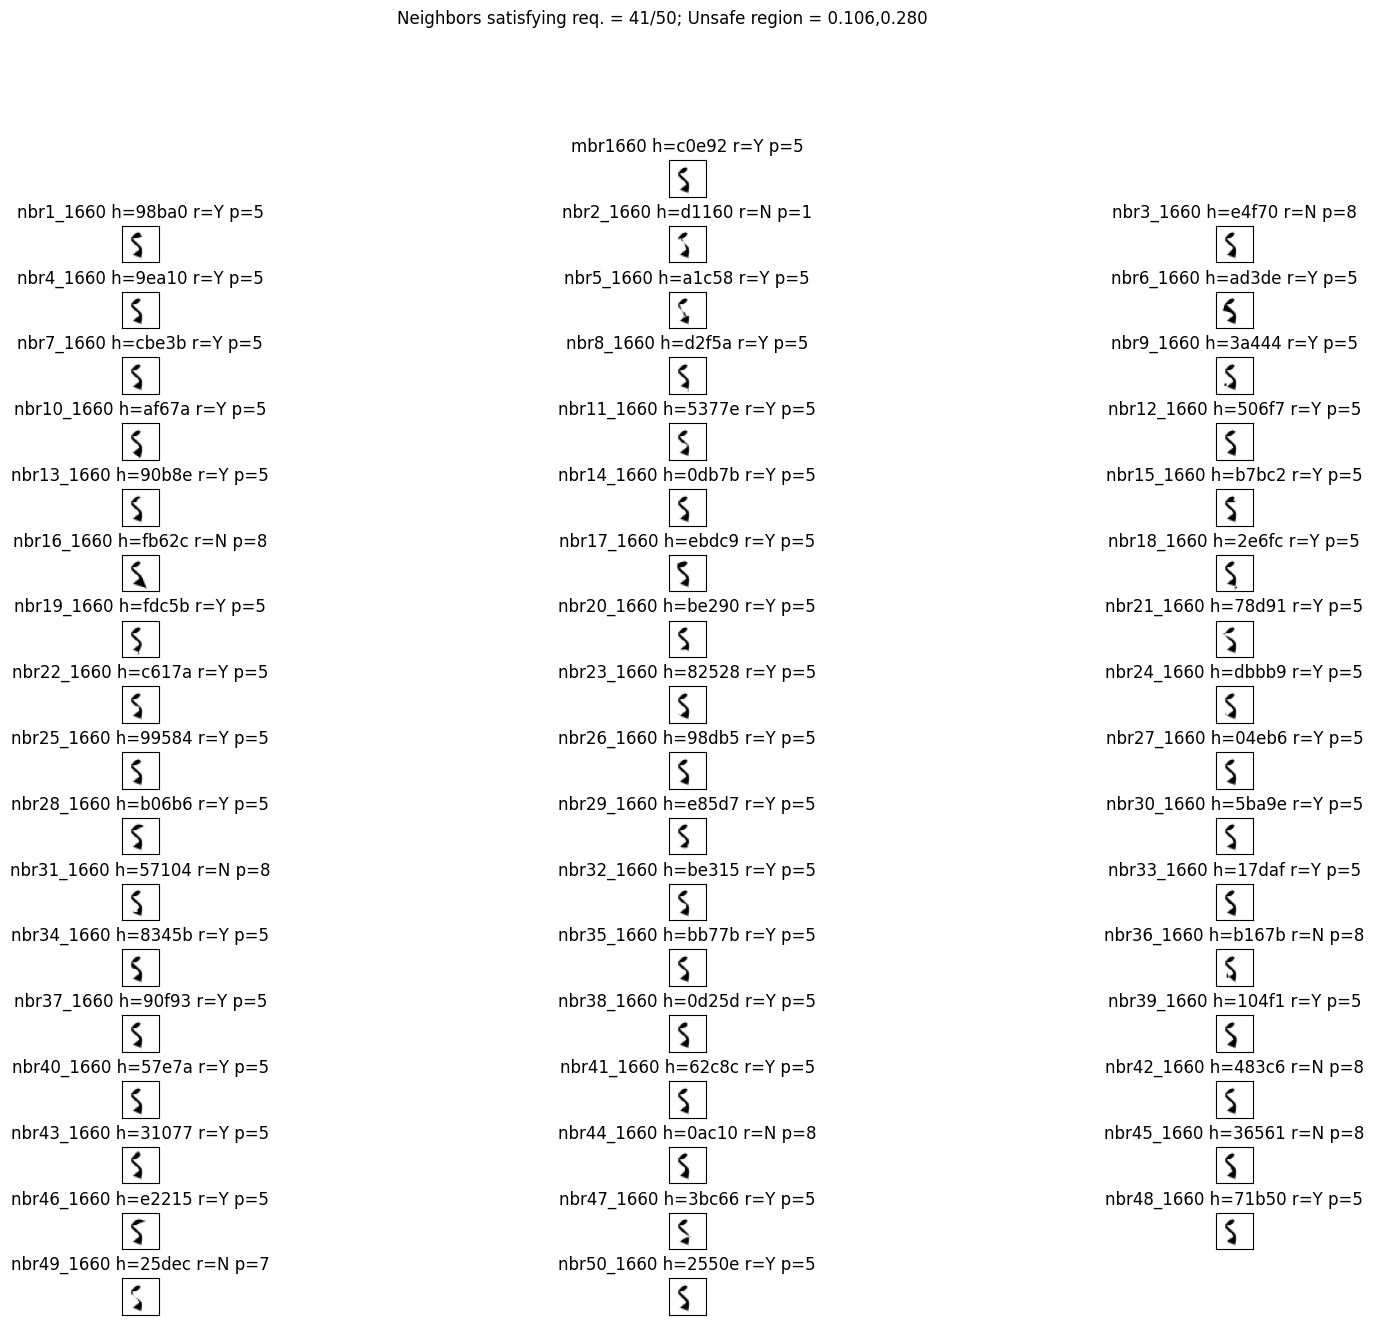 Neighbors satisfying req. = 41/50; Unsafe region = 0.106,0.280
mbr1660 h=c0e92 r=Y p=5
nbr1_1660 h=98ba0 r=Y p=5
nbr2_1660 h=d1160 r=N p=1
nbr3_1660 h=e4f70 r=N p=8
nbr4_1660 h=9ea10 r=Y p=5
nbr5_1660 h=a1c58 r=Y p=5
nbr6_1660 h=ad3de r=Y p=5
nbr7_1660 h=cbe3b r=Y p=5
nbr8_1660 h=d2f5a r=Y p=5
nbr9_1660 h=3a444 r=Y p=5
nbr10_1660 h=af67a r=Y p=5
nbr11_1660 h=5377e r=Y p=5
nbr12_1660 h=506f7 r=Y p=5
nbr13_1660 h=90b8e r=Y p=5
nbr14_1660 h=0db7b r=Y p=5
nbr15_1660 h=b7bc2 r=Y p=5
nbr16_1660 h=fb62c r=N p=8
nbr17_1660 h=ebdc9 r=Y p=5
nbr18_1660 h=2e6fc r=Y p=5
nbr19_1660 h=fdc5b r=Y p=5
nbr20_1660 h=be290 r=Y p=5
nbr21_1660 h=78d91 r=Y p=5
nbr22_1660 h=c617a r=Y p=5
nbr23_1660 h=82528 r=Y p=5
nbr24_1660 h=dbbb9 r=Y p=5
nbr25_1660 h=99584 r=Y p=5
nbr26_1660 h=98db5 r=Y p=5
nbr27_1660 h=04eb6 r=Y p=5
nbr28_1660 h=b06b6 r=Y p=5
nbr29_1660 h=e85d7 r=Y p=5
nbr30_1660 h=5ba9e r=Y p=5
nbr31_1660 h=57104 r=N p=8
nbr32_1660 h=be315 r=Y p=5
nbr33_1660 h=17daf r=Y p=5
nbr34_1660 h=8345b r=Y p=5
nbr35_1660 h=bb77b r=Y p=5
nbr36_1660 h=b167b r=N p=8
nbr37_1660 h=90f93 r=Y p=5
nbr38_1660 h=0d25d r=Y p=5
nbr39_1660 h=104f1 r=Y p=5
nbr40_1660 h=57e7a r=Y p=5
nbr41_1660 h=62c8c r=Y p=5
nbr42_1660 h=483c6 r=N p=8
nbr43_1660 h=31077 r=Y p=5
nbr44_1660 h=0ac10 r=N p=8
nbr45_1660 h=36561 r=N p=8
nbr46_1660 h=e2215 r=Y p=5
nbr47_1660 h=3bc66 r=Y p=5
nbr48_1660 h=71b50 r=Y p=5
nbr49_1660 h=25dec r=N p=7
nbr50_1660 h=2550e r=Y p=5